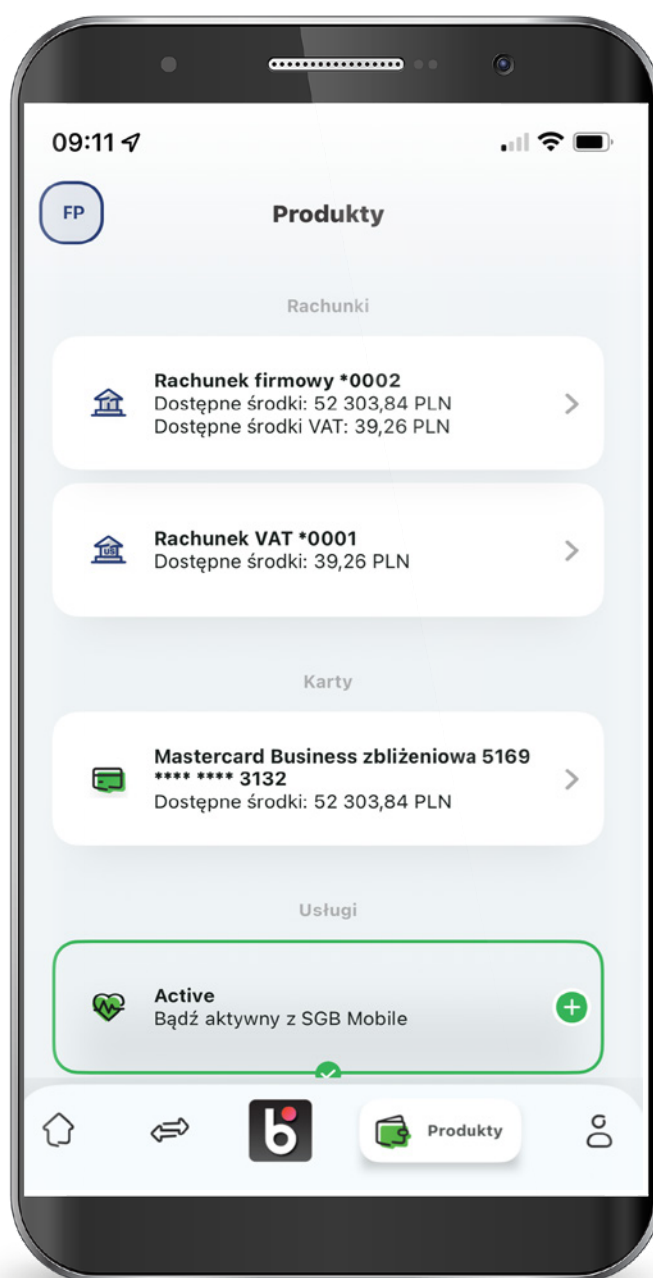 09:11
FP
Produkty
Rachunki
Rachunek firmowy *0002
Dostępne środki: 52 303,84 PLN
Dostępne środki VAT: 39,26 PLN
Rachunek VAT *0001
Dostępne środki: 39,26 PLN
Karty
Mastercard Business zbliżeniowa 5169
**** **** 3132
Dostępne środki: 52 303,84 PLN
Usługi
Active
Bądź aktywny z SGB Mobile
b
Produkty